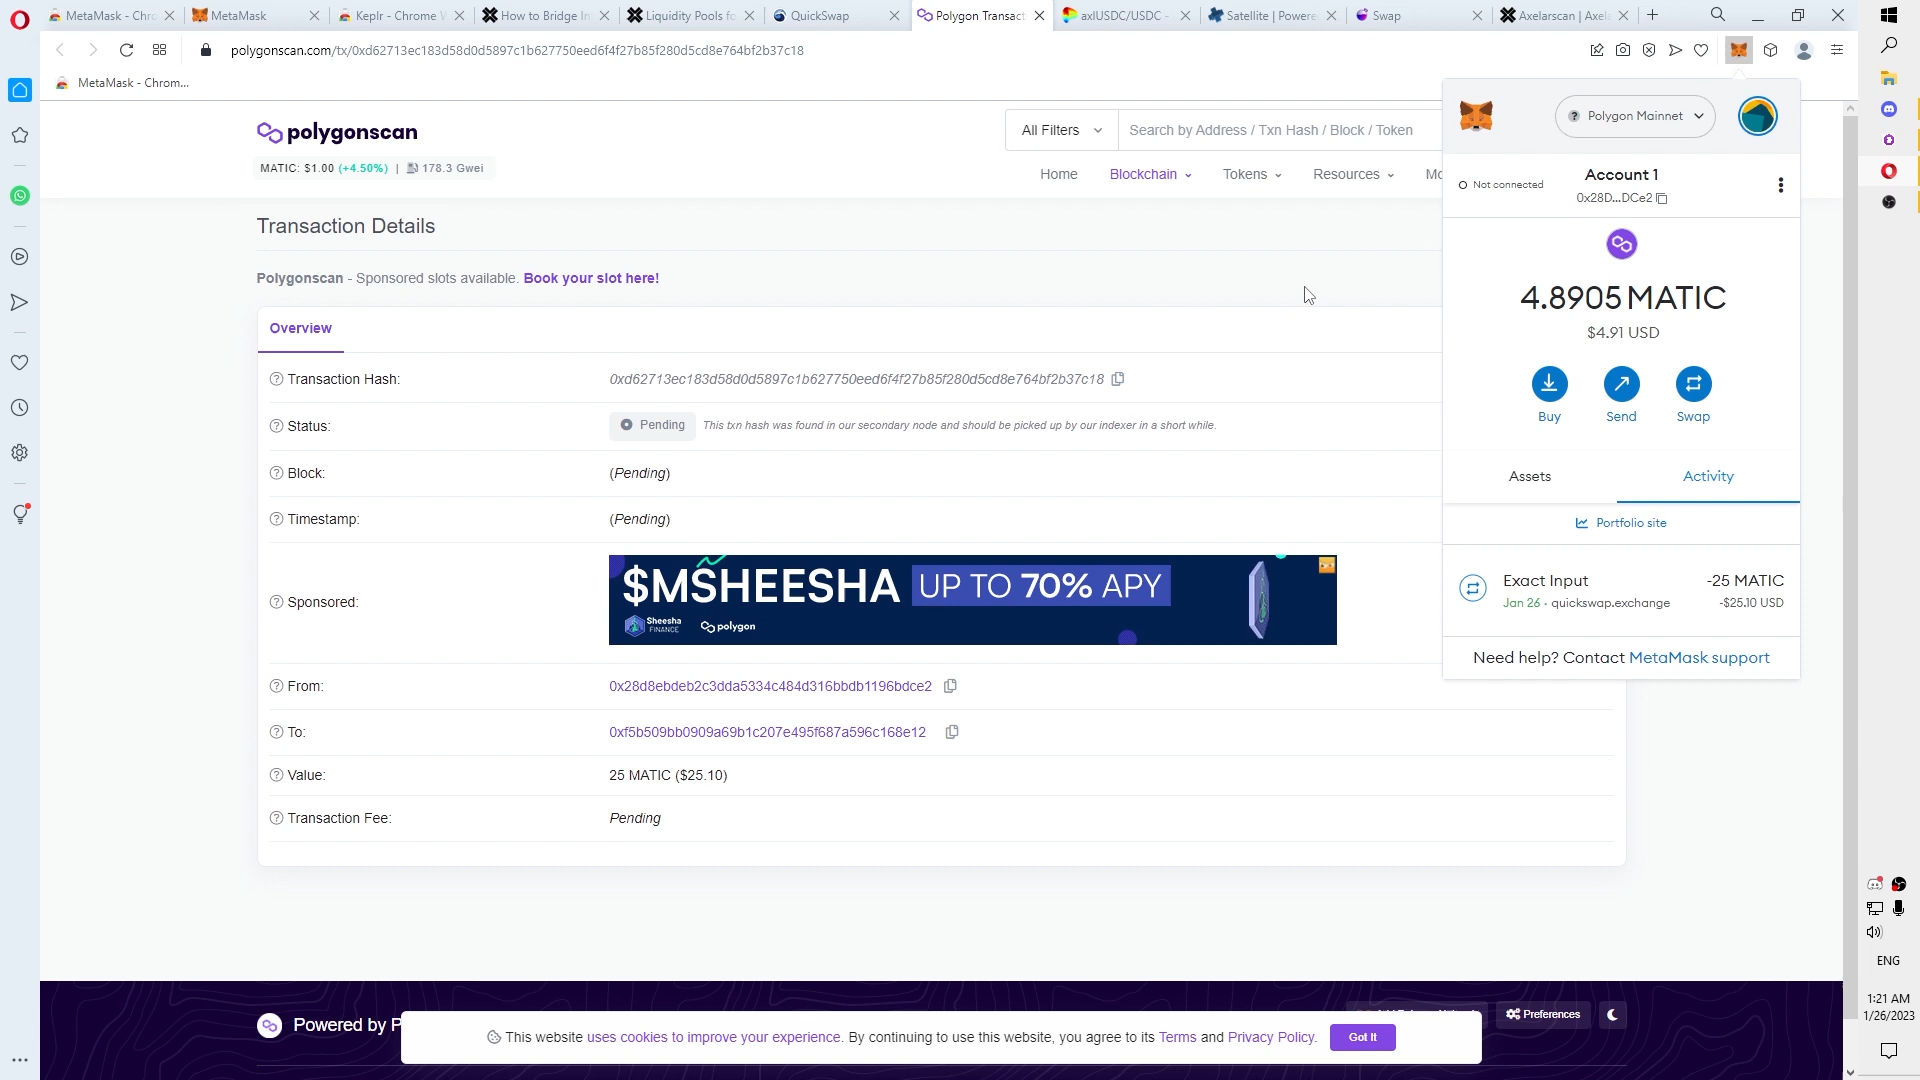 MetaMask - Chro
MetaMask
Keplr - Chrome
How to Bridge In
Liquidity Pools fo
QuickSwap
Polygon Transact
axlUSDC/USDC -
Satellite | Powere
Swap
Axelarscan | Axela
polygonscan.com/tx/0xd62713ec183d58d0d5897c1b627750eed6f4f27b85f280d5cd8e764bf2b37c18
MetaMask - Chrom...
polygonscan
MATIC: $1.00 (+4.50%) | 178.3 Gwei
All Filters
Search by Address / Txn Hash / Block / Token
Home
Blockchain
Tokens
Resources
Transaction Details
Polygonscan - Sponsored slots available. Book your slot here!
Overview
Transaction Hash:
0xd62713ec183d58d0d5897c1b627750eed6f4f27b85f280d5cd8e764bf2b37c18
Status:
Pending
This txn hash was found in our secondary node and should be picked up by our indexer in a short while.
Block:
(Pending)
Timestamp:
(Pending)
Sponsored:
$MSHEESHA UP TO 70% APY
Sheesha
FINANCE
polygon
From:
0x28d8ebdeb2c3dda5334c484d316bbdb1196bdce2
To:
0xf5b509bb0909a69b1c207e495f687a596c168e12
Value:
25 MATIC ($25.10)
Transaction Fee:
Pending
Polygon Mainnet
Not connected
Account 1
0x28D...DCe2
4.8905 MATIC
$4.91 USD
Buy
Send
Swap
Assets
Activity
Portfolio site
Exact Input
-25 MATIC
Jan 26 · quickswap.exchange
-$25.10 USD
Need help? Contact MetaMask support
Powered by P
Preferences
This website uses cookies to improve your experience. By continuing to use this website, you agree to its Terms and Privacy Policy.
Got It
ENG
1:21 AM
1/26/2023